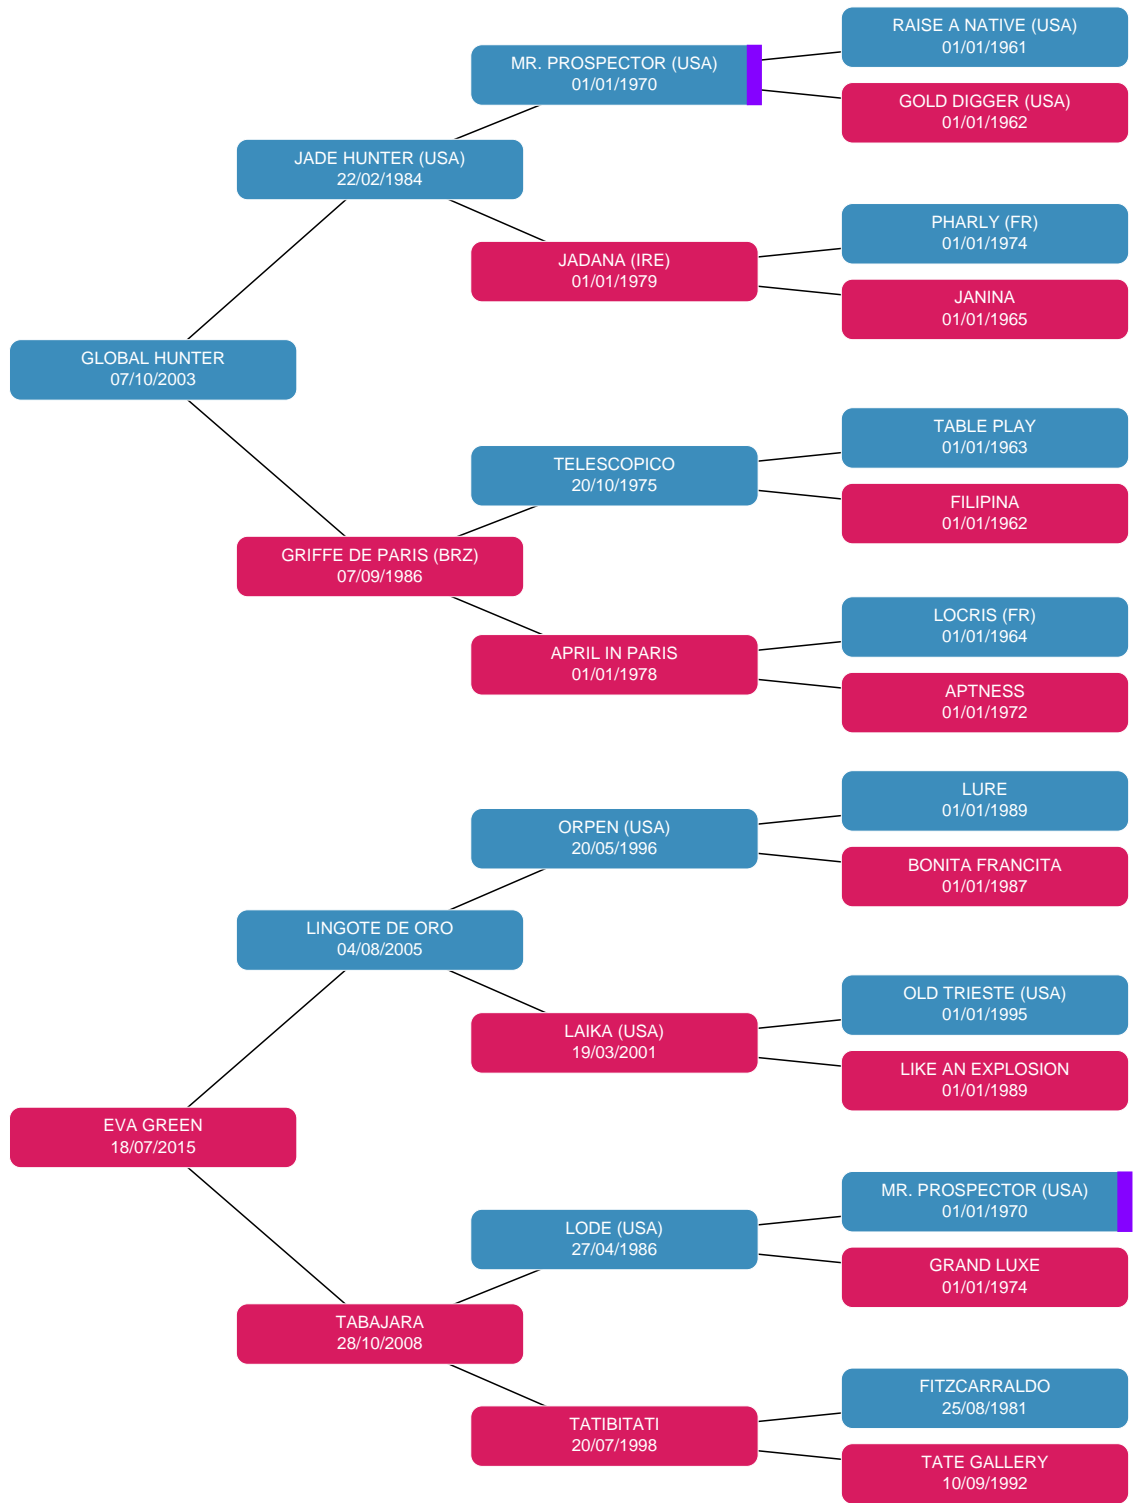 RAISE A NATIVE (USA)
01/01/1961
MR. PROSPECTOR (USA)
01/01/1970
GOLD DIGGER (USA)
01/01/1962
JADE HUNTER (USA)
22/02/1984
PHARLY (FR)
01/01/1974
JADANA (IRE)
01/01/1979
JANINA
01/01/1965
GLOBAL HUNTER
07/10/2003
TABLE PLAY
01/01/1963
TELESCOPICO
20/10/1975
FILIPINA
01/01/1962
GRIFFE DE PARIS (BRZ)
07/09/1986
LOCRIS (FR)
01/01/1964
APRIL IN PARIS
01/01/1978
APTNESS
01/01/1972
LURE
01/01/1989
ORPEN (USA)
20/05/1996
BONITA FRANCITA
01/01/1987
LINGOTE DE ORO
04/08/2005
OLD TRIESTE (USA)
01/01/1995
LAIKA (USA)
19/03/2001
LIKE AN EXPLOSION
01/01/1989
EVA GREEN
18/07/2015
MR. PROSPECTOR (USA)
01/01/1970
LODE (USA)
27/04/1986
GRAND LUXE
01/01/1974
TABAJARA
28/10/2008
FITZCARRALDO
25/08/1981
TATIBITATI
20/07/1998
TATE GALLERY
10/09/1992